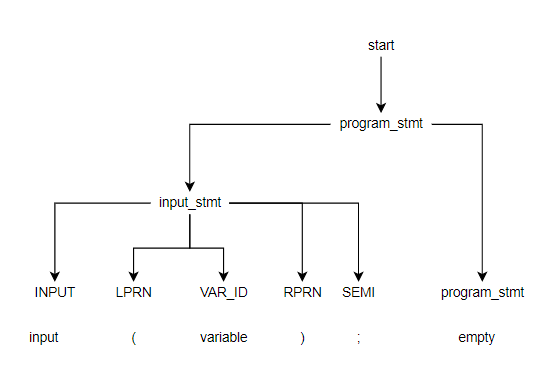 start
program_stmt
input_stmt
INPUT LPRN VAR_ID RPRN SEMI program_stmt
input ( variable ) ; empty